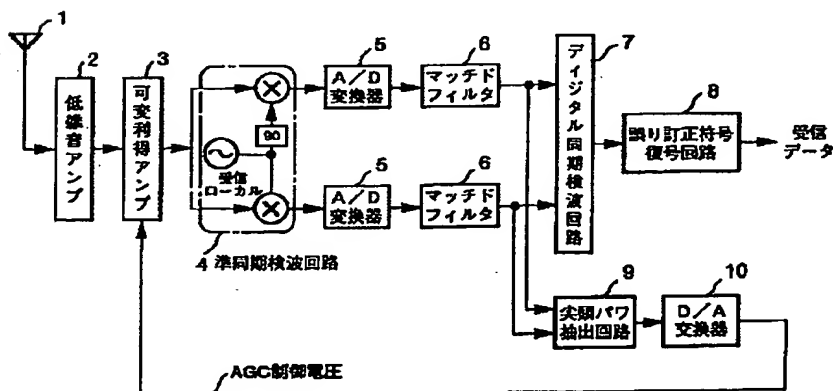 1
2
3
低雑音アンプ
可変利得アンプ
90
受信
ローカル
4 準同期検波回路
5
A/D
変換器
6
マッチド
フィルタ
5
A/D
変換器
6
マッチド
フィルタ
7
ディジタル同期検波回路
8
誤り訂正符号
復号回路
受信
データ
9
尖頭パワ
抽出回路
10
D/A
変換器
AGC制御電圧